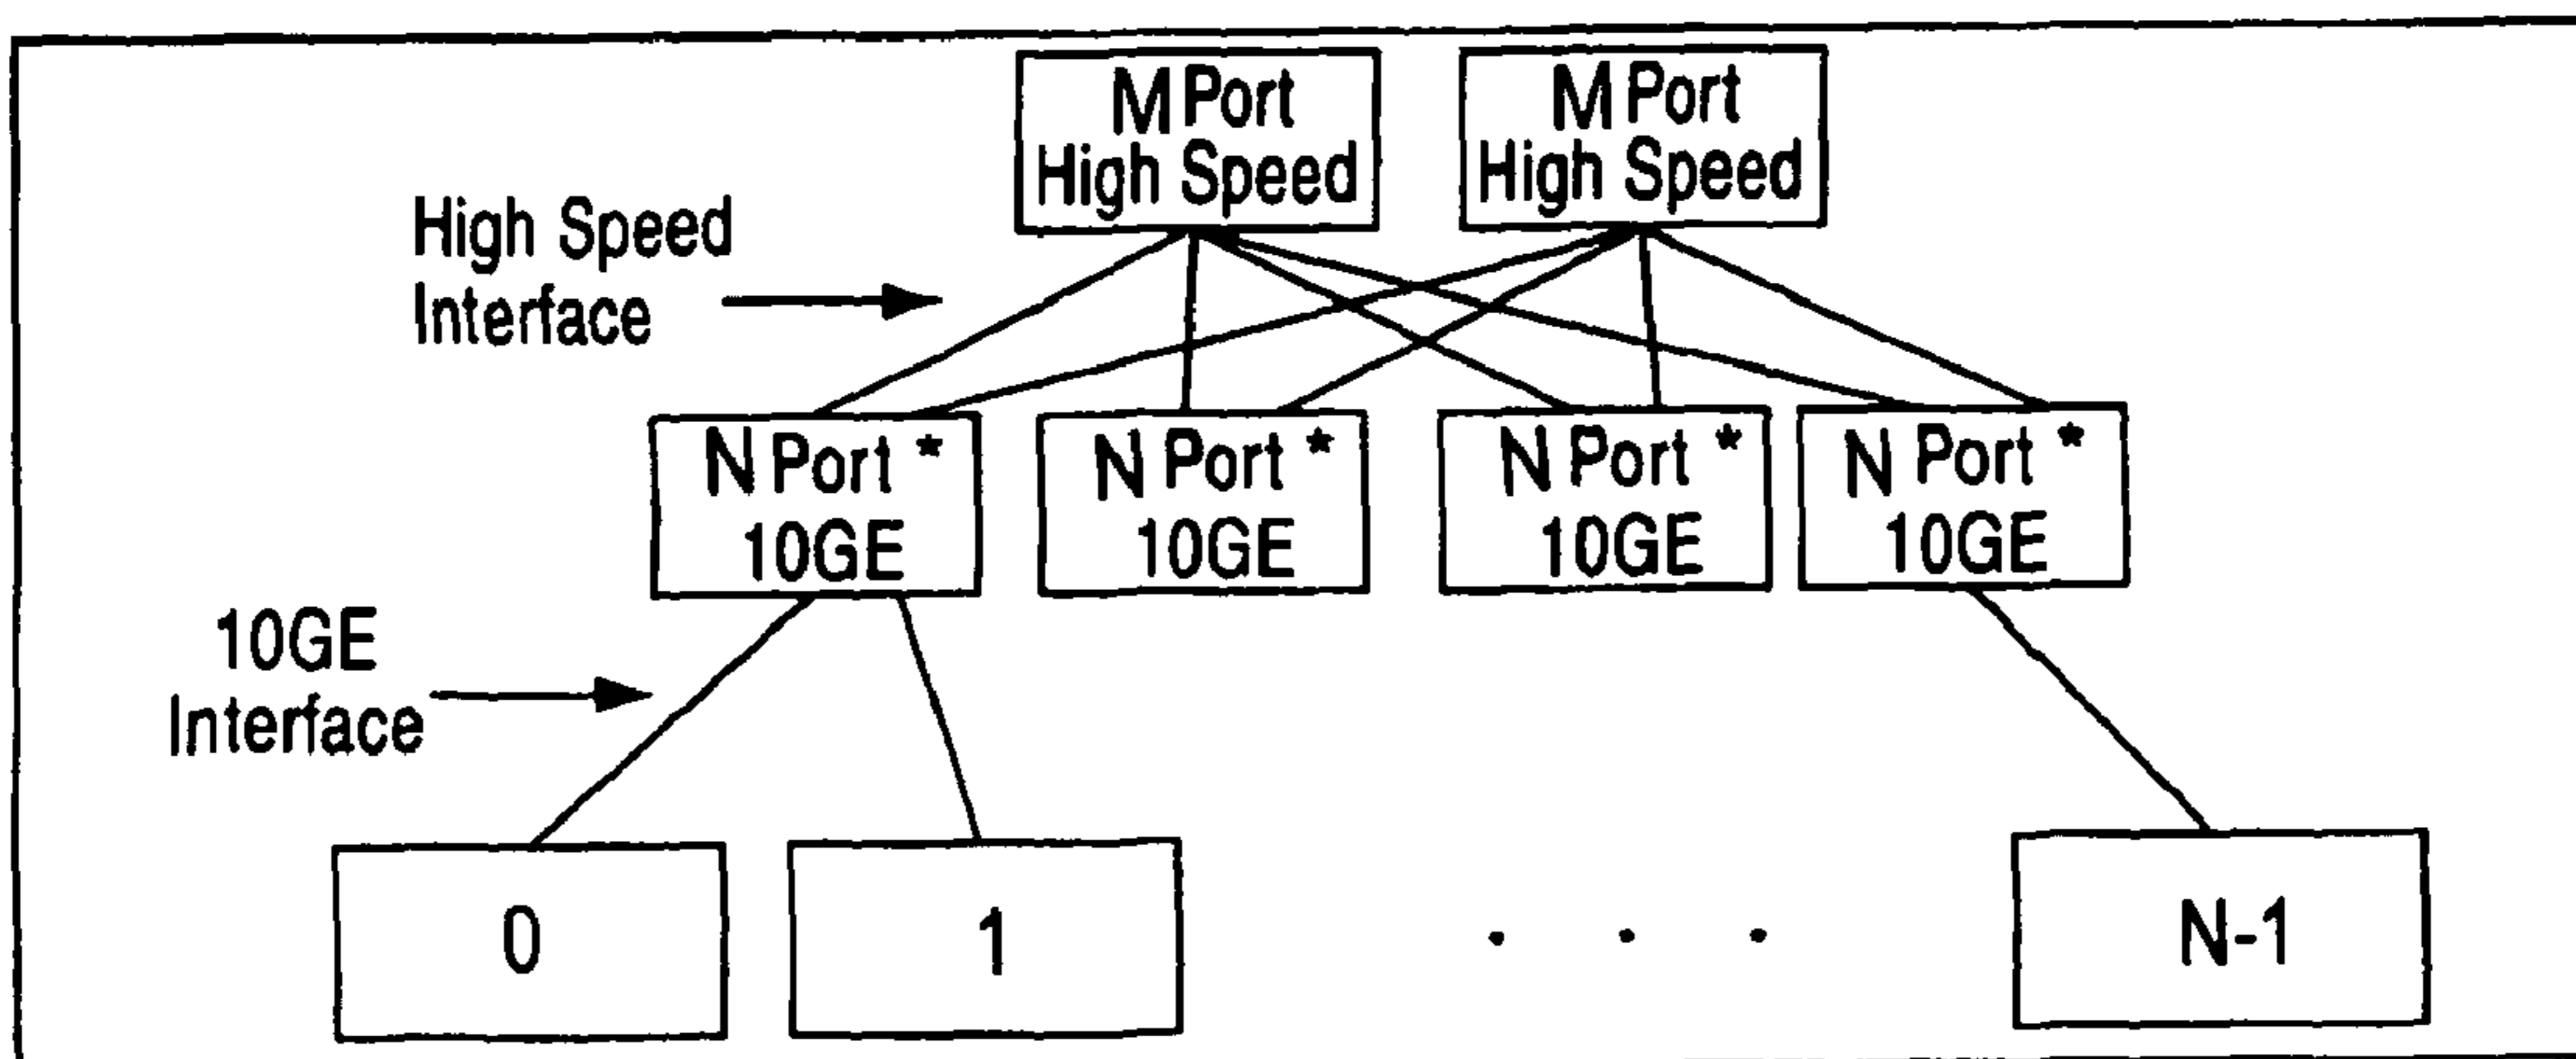 M Port
High Speed
M Port
High Speed
High Speed
Interface
N Port *
10GE
N Port *
10GE
N Port *
10GE
N Port *
10GE
10GE
Interface
0
1
. . .
N-1